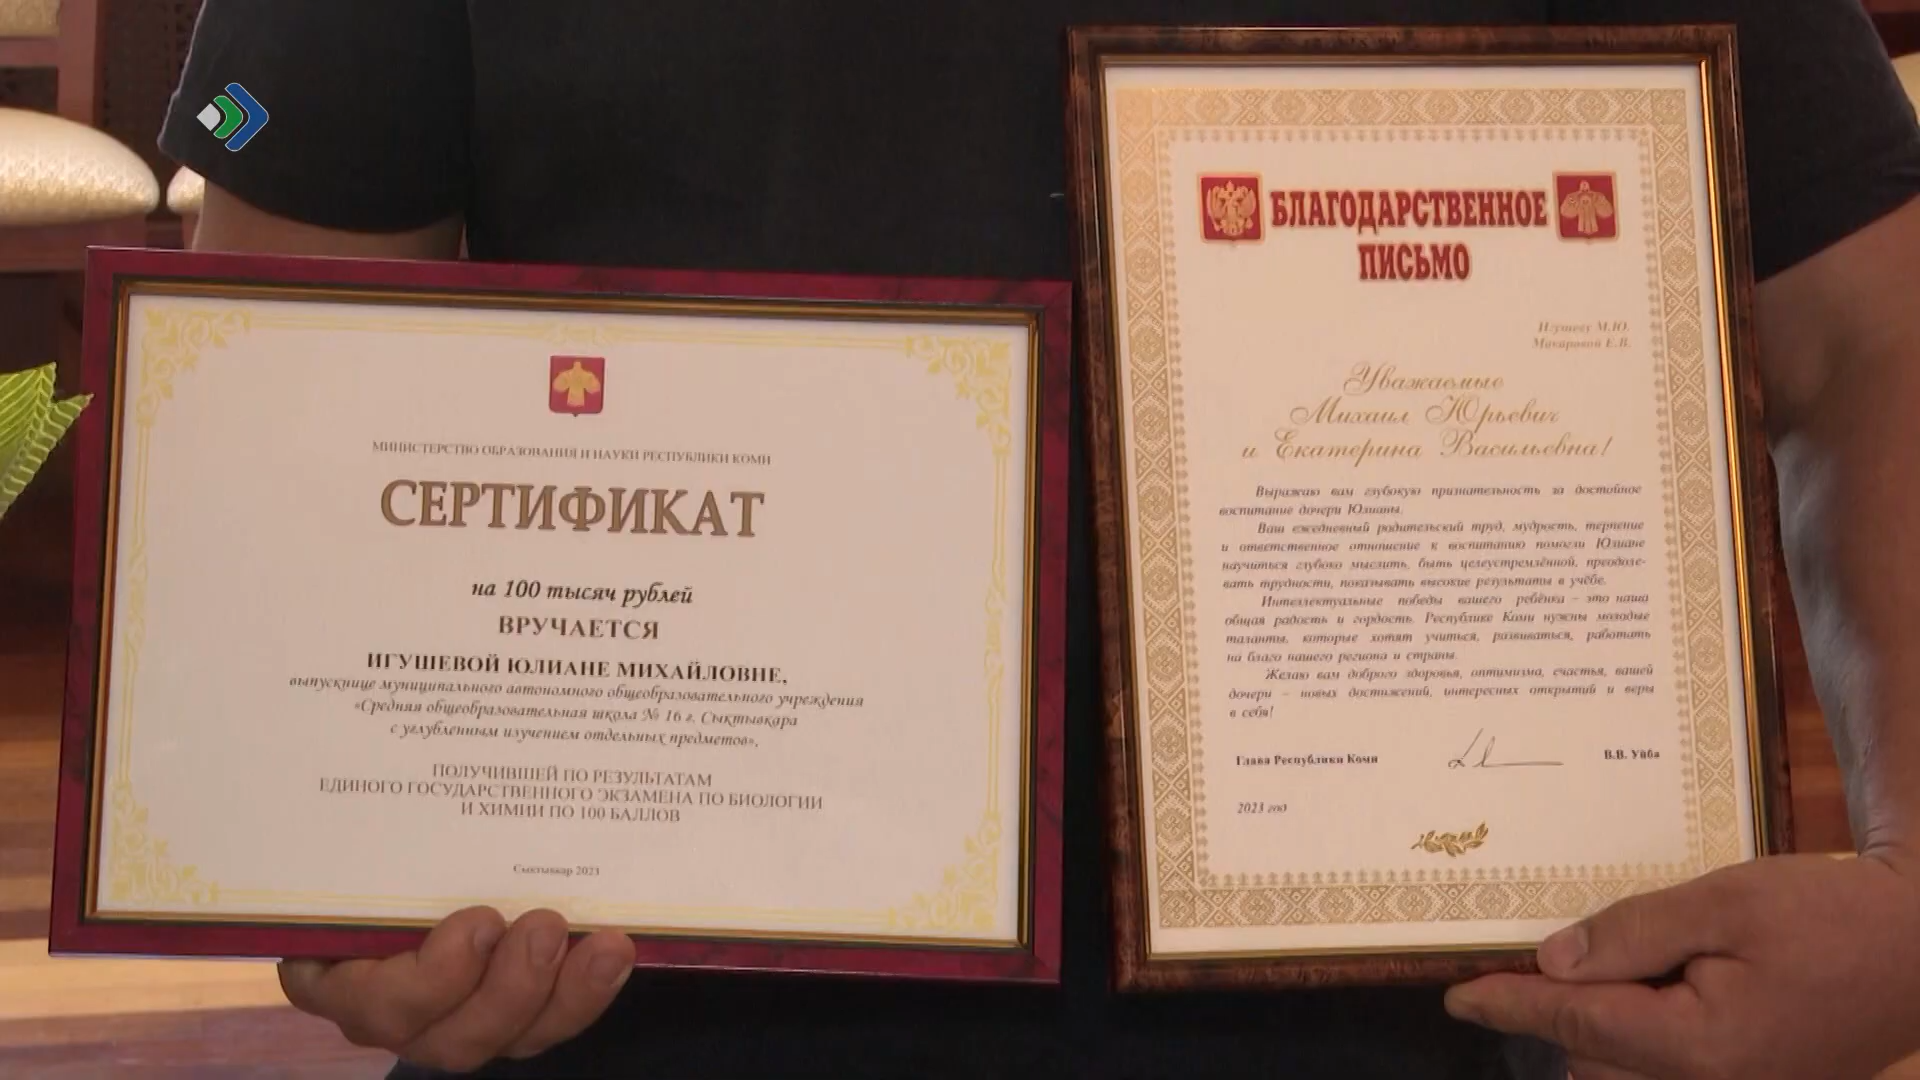 МИНИСТЕРСТВО ОБРАЗОВАНИЯ И НАУКИ РЕСПУБЛИКИ КОМИ
СЕРТИФИКАТ
на 100 тысяч рублей
ВРУЧАЕТСЯ
ИГУШЕВОЙ ЮЛИАНЕ МИХАЙЛОВНЕ,
выпускнице муниципального автономного общеобразовательного учреждения
«Средняя общеобразовательная школа № 16 г. Сыктывкара
с углубленным изучением отдельных предметов»,
ПОЛУЧИВШЕЙ ПО РЕЗУЛЬТАТАМ
ЕДИНОГО ГОСУДАРСТВЕННОГО ЭКЗАМЕНА ПО БИОЛОГИИ
И ХИМИИ ПО 100 БАЛЛОВ
Сыктывкар 2023
БЛАГОДАРСТВЕННОЕ
ПИСЬМО
Игушеву М.Ю.
Макаровой Е.В.
Уважаемые
Михаил Юрьевич
и Екатерина Васильевна!
Выражаю вам глубокую признательность за достойное
воспитание дочери Юлианы.
Ваш ежедневный родительский труд, мудрость, терпение
и ответственное отношение к воспитанию помогли Юлиане
научиться глубоко мыслить, быть целеустремлённой, преодоле-
вать трудности, показывать высокие результаты в учёбе.
Интеллектуальные победы вашего ребёнка – это наша
общая радость и гордость. Республике Коми нужны молодые
таланты, которые хотят учиться, развиваться, работать
на благо нашего региона и страны.
Желаю вам доброго здоровья, оптимизма, счастья, вашей
дочери – новых достижений, интересных открытий и веры
в себя!
Глава Республики Коми В.В. Уйба
2023 год